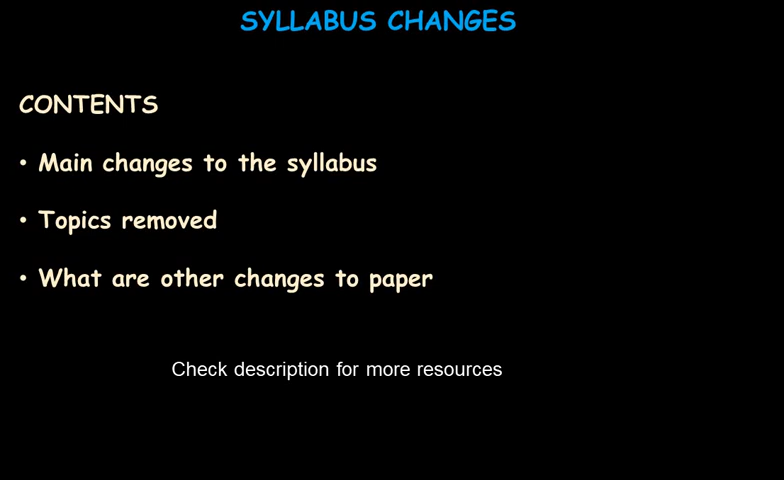 SYLLABUS CHANGES
CONTENTS
• Main changes to the syllabus
• Topics removed
• What are other changes to paper
Check description for more resources